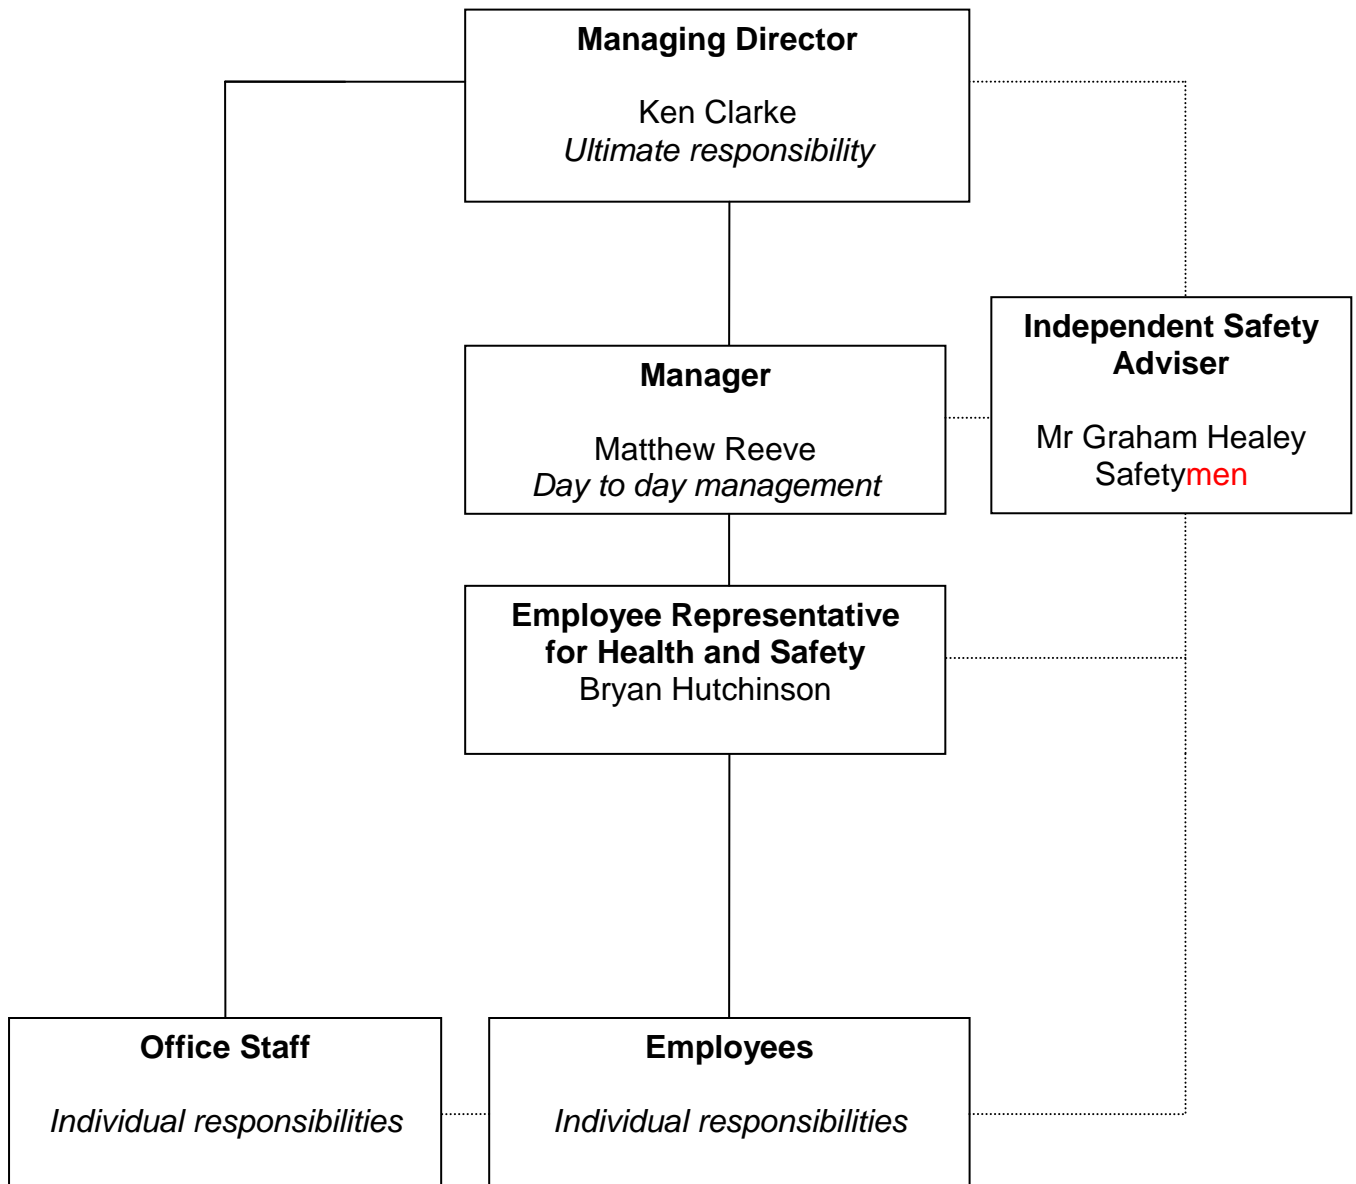 Managing Director
Ken Clarke
Ultimate responsibility
Independent Safety
Adviser
Mr Graham Healey
Safetymen
Manager
Matthew Reeve
Day to day management
Employee Representative
for Health and Safety
Bryan Hutchinson
Office Staff
Individual responsibilities
Employees
Individual responsibilities